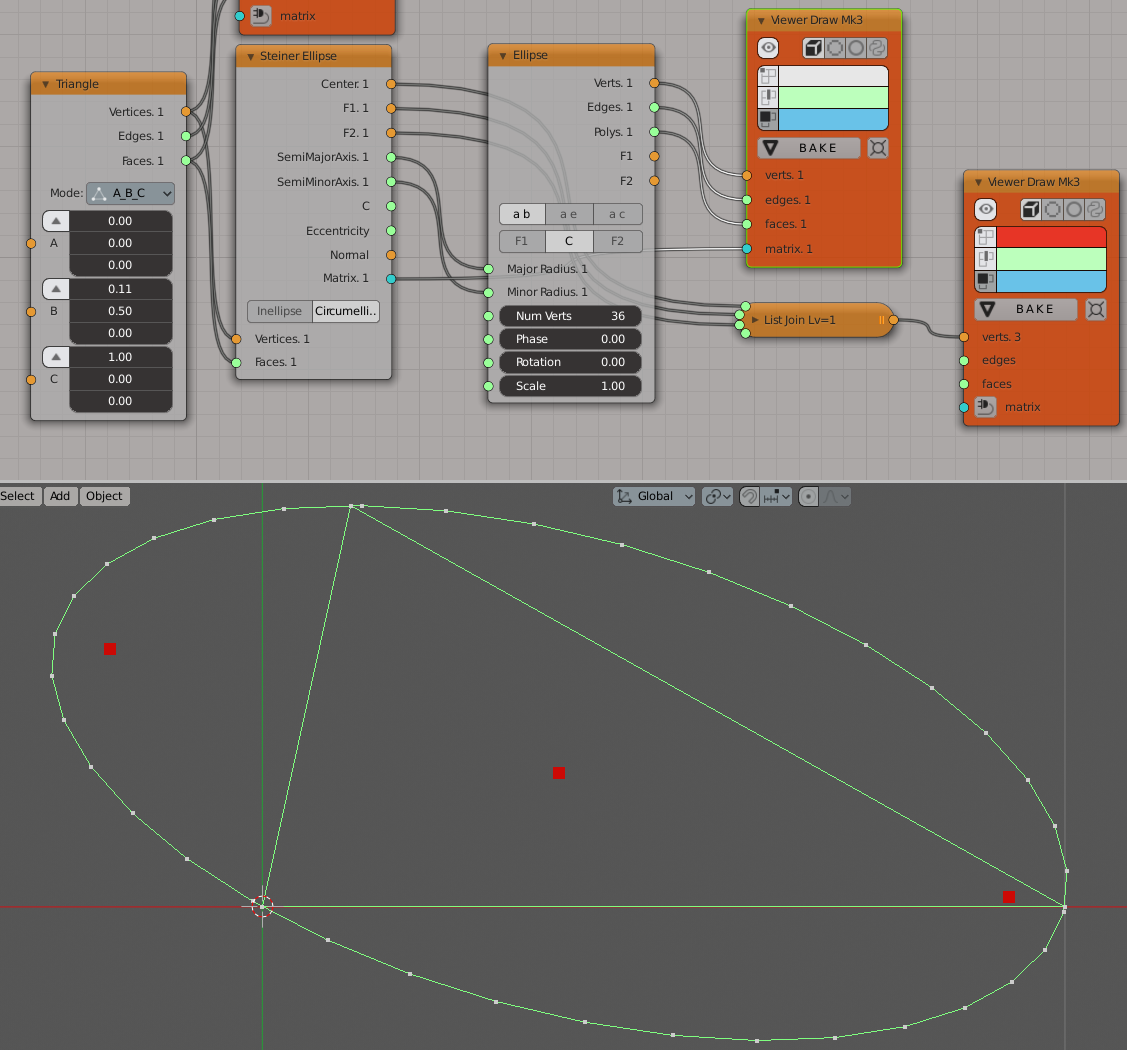 matrix
Triangle
Vertices. 1
Edges. 1
Faces. 1
Mode:
A_B_C
0.00
A
0.00
0.00
0.11
B
0.50
0.00
1.00
C
0.00
0.00
Steiner Ellipse
Center. 1
F1. 1
F2. 1
SemiMajorAxis. 1
SemiMinorAxis. 1
C
Eccentricity
Normal
Matrix. 1
Inellipse
Circumelli..
Vertices. 1
Faces. 1
Ellipse
Verts. 1
Edges. 1
Polys. 1
F1
F2
a b
a e
a c
F1
C
F2
Major Radius. 1
Minor Radius. 1
Num Verts 36
Phase 0.00
Rotation 0.00
Scale 1.00
Viewer Draw Mk3
BAKE
verts. 1
edges. 1
faces. 1
matrix. 1
List Join Lv=1
Viewer Draw Mk3
BAKE
verts. 3
edges
faces
matrix
Select
Add
Object
Global